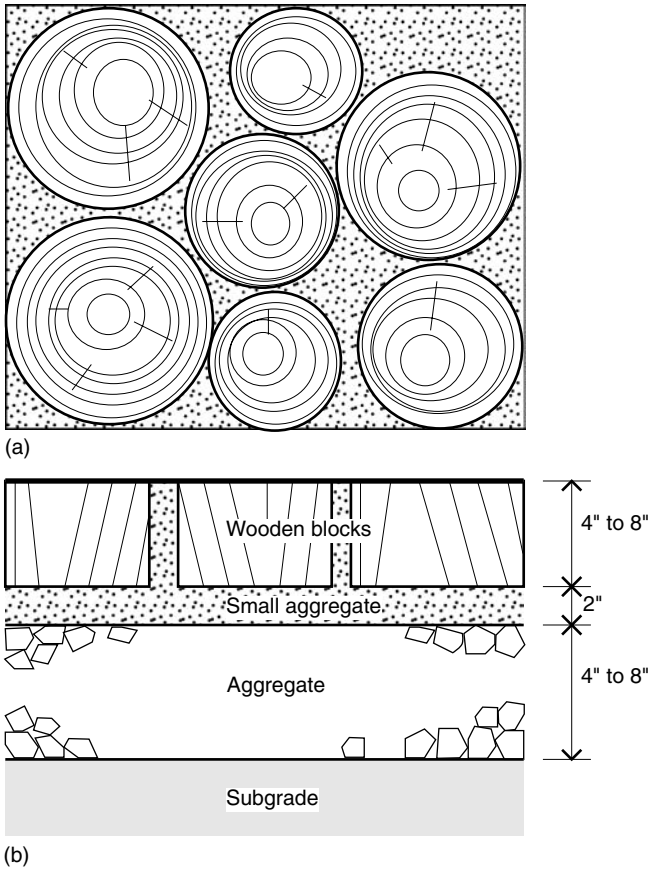 (a)
Wooden blocks
4" to 8"
Small aggregate
2"
Aggregate
4" to 8"
Subgrade
(b)